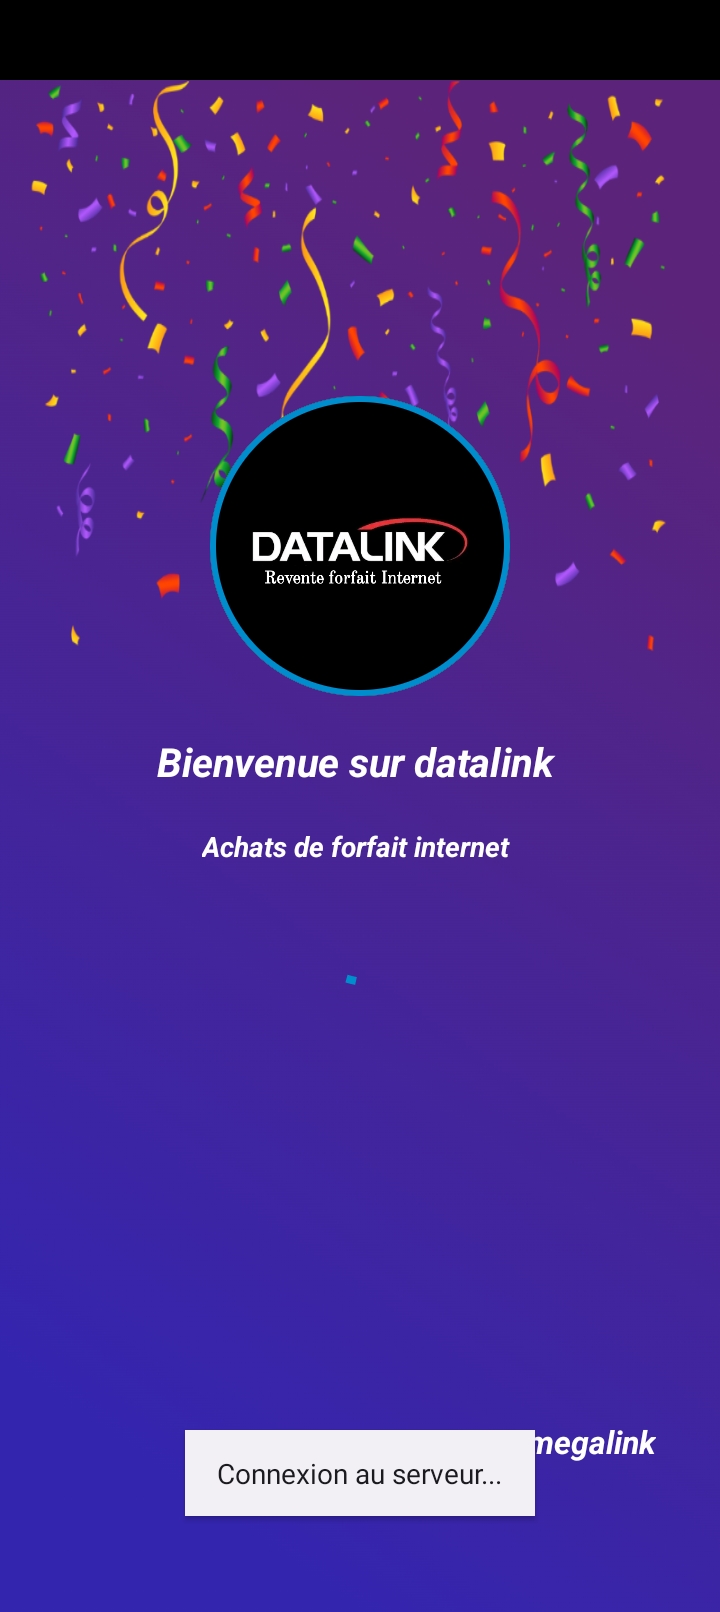 DATALINK
Revente forfait Internet
Bienvenue sur datalink
Achats de forfait internet
megalink
Connexion au serveur...